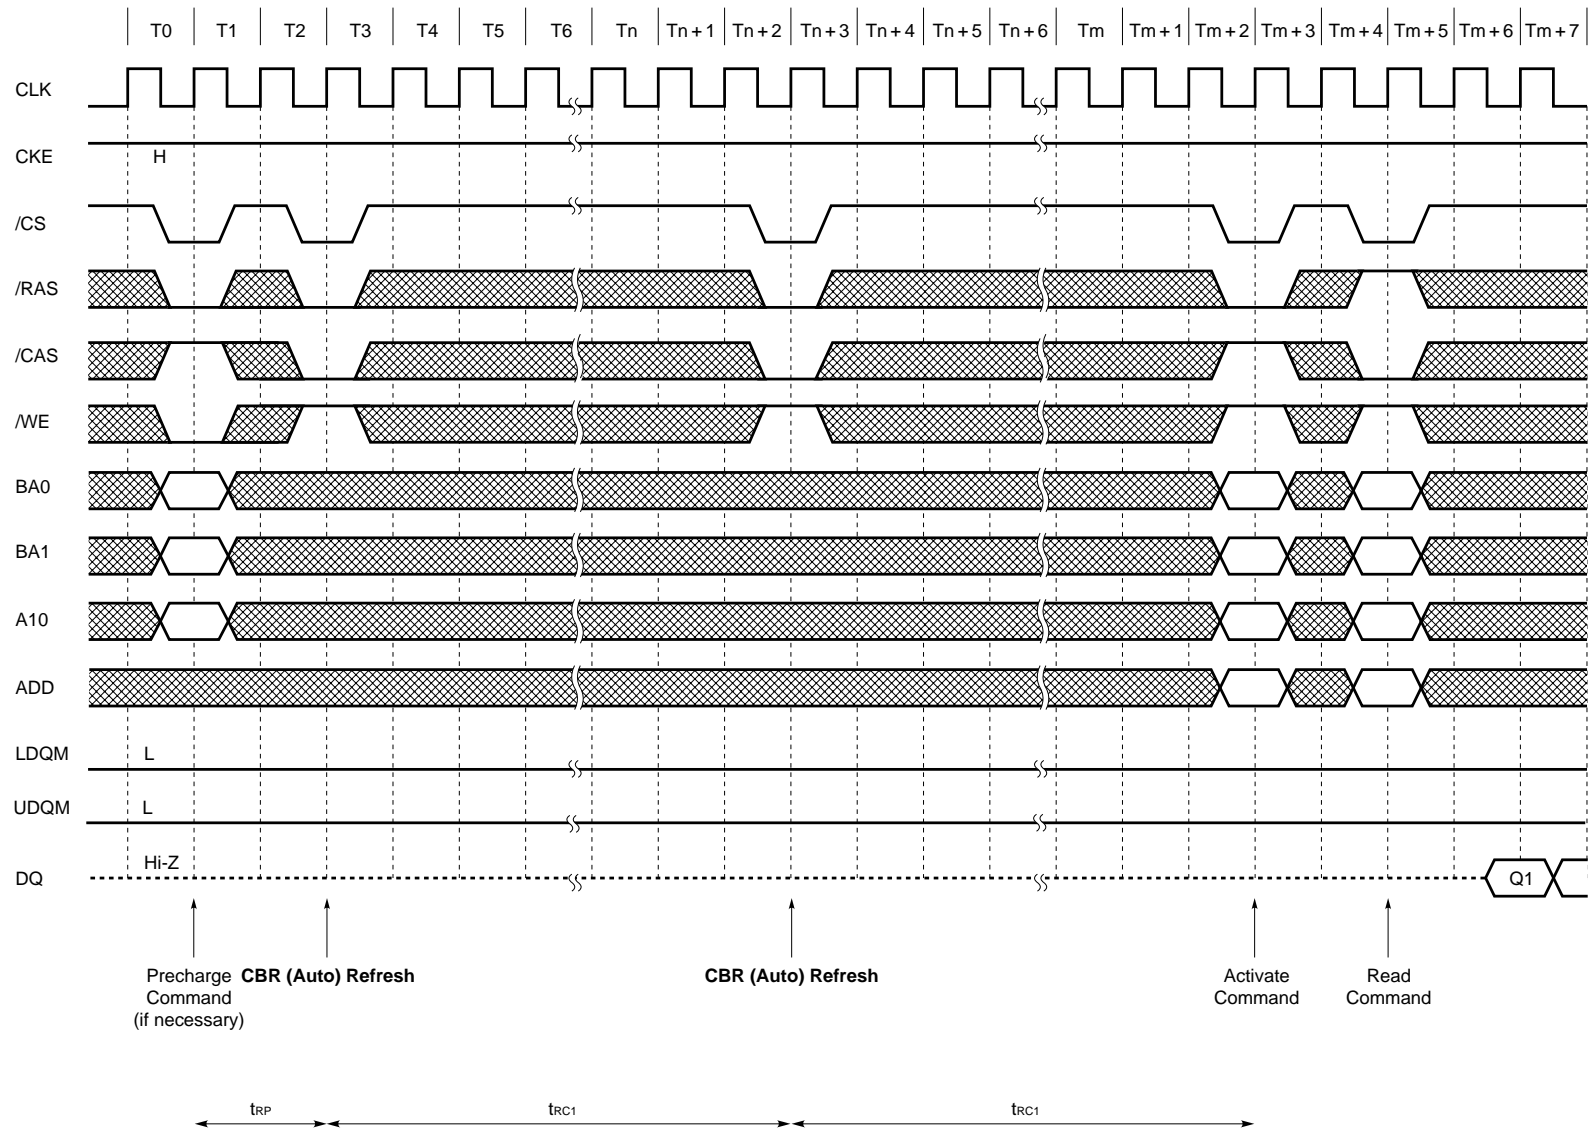 T0 T1 T2 T3 T4 T5 T6 Tn Tn + 1 Tn + 2 Tn + 3 Tn + 4 Tn + 5 Tn + 6 Tm Tm + 1 Tm + 2 Tm + 3 Tm + 4 Tm + 5 Tm + 6 Tm + 7
CLK
CKE H
/CS
/RAS
/CAS
/WE
BA0
BA1
A10
ADD
LDQM L
UDQM L
DQ Hi-Z Q1
Precharge
Command
(if necessary)
CBR (Auto) Refresh
CBR (Auto) Refresh
Activate
Command
Read
Command
tRP tRC1 tRC1